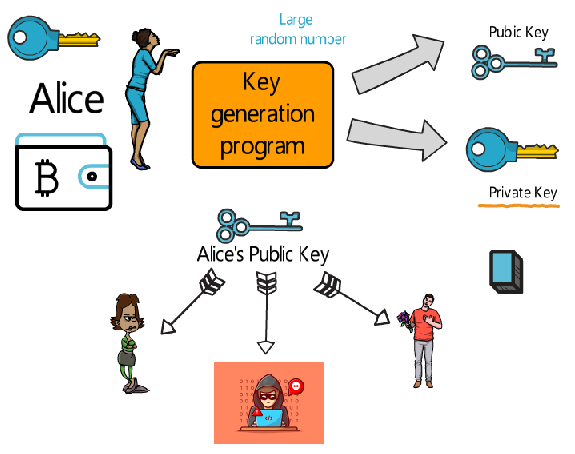 Large
random number
Pubic Key
Alice
Key
generation
program
Private Key
Alice's Public Key